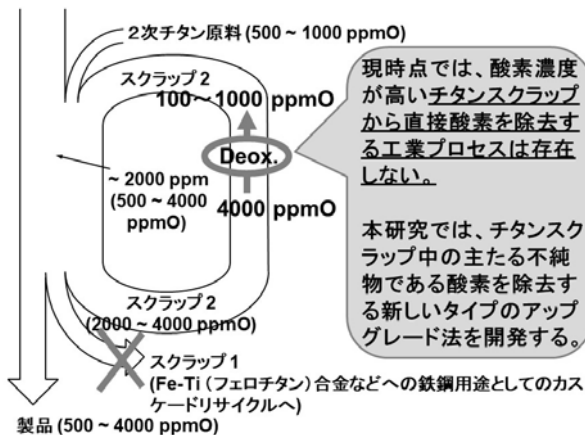 2次チタン原料 (500 ~ 1000 ppmO)
スクラップ 2
100~1000 ppmO
Deox.
~ 2000 ppm
(500 ~ 4000
ppmO)
4000 ppmO
スクラップ 2
(2000 ~ 4000 ppmO)
スクラップ 1
(Fe-Ti (フェロチタン) 合金などへの鉄鋼用途としてのカス
ケードリサイクルへ)
製品 (500 ~ 4000 ppmO)
現時点では、酸素濃度
が高いチタンスクラップ
から直接酸素を除去す
る工業プロセスは存在
しない。
本研究では、チタンスク
ラップ中の主たる不純
物である酸素を除去す
る新しいタイプのアップ
グレード法を開発する。